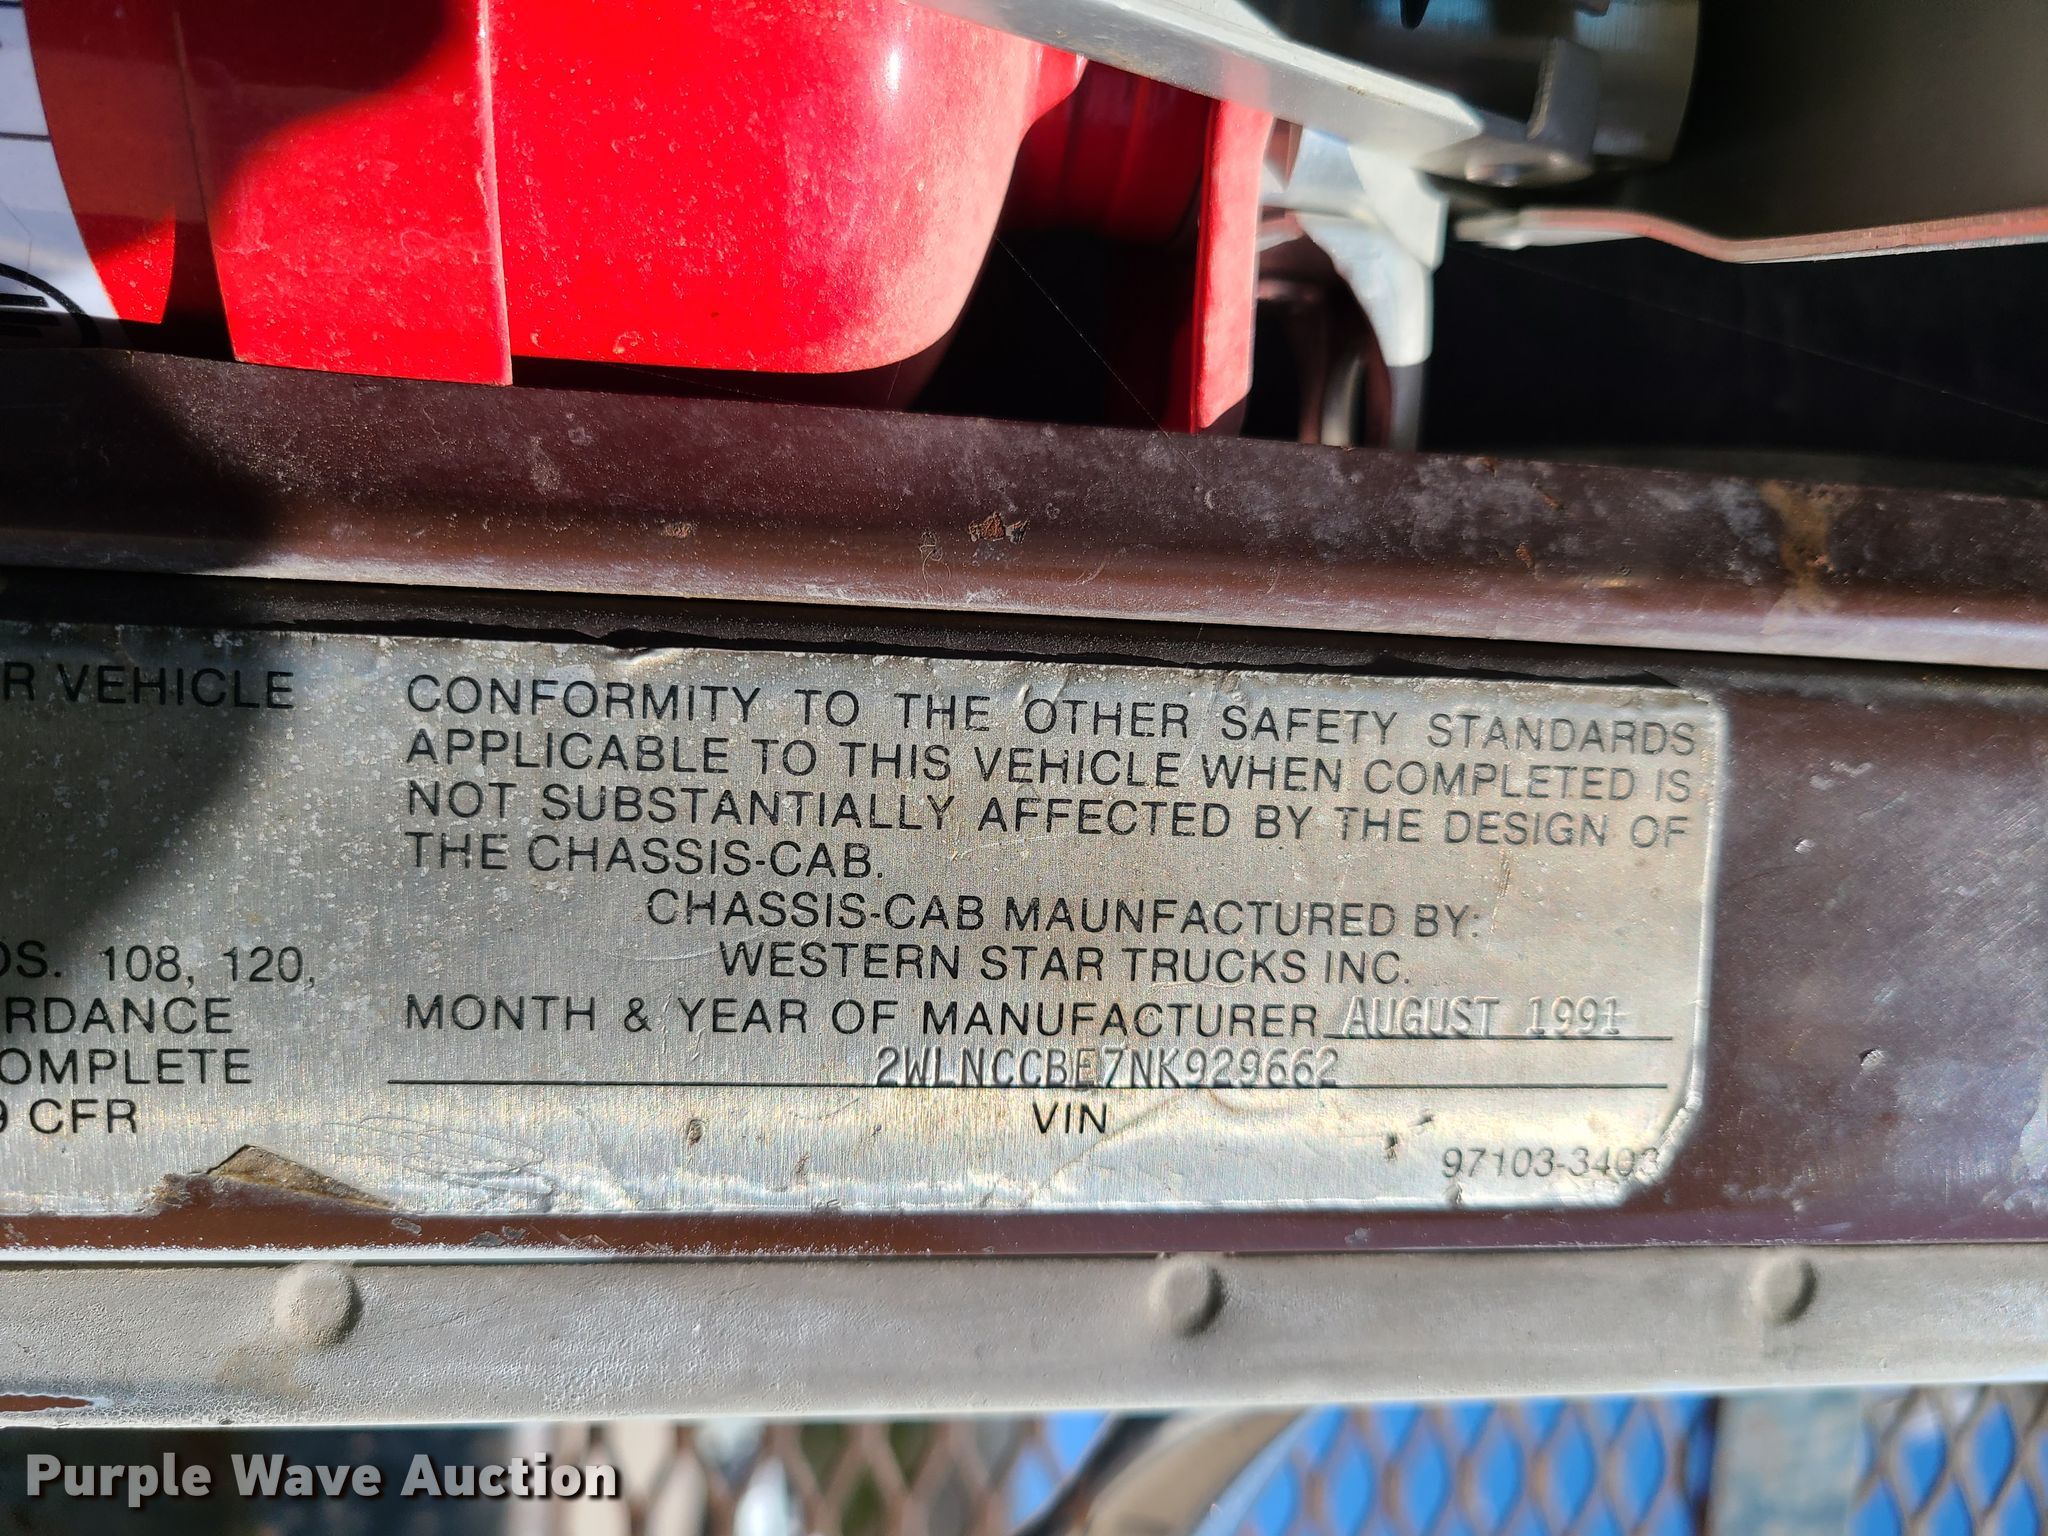 R VEHICLE
OS. 108, 120,
RDANCE
OMPLETE
9 CFR
CONFORMITY TO THE OTHER SAFETY STANDARDS
APPLICABLE TO THIS VEHICLE WHEN COMPLETED IS
NOT SUBSTANTIALLY AFFECTED BY THE DESIGN OF
THE CHASSIS-CAB.
CHASSIS-CAB MAUNFACTURED BY:
WESTERN STAR TRUCKS INC.
MONTH & YEAR OF MANUFACTURER AUGUST 1991
2WLNCCBE7NK929662
VIN
97103-3403
Purple Wave Auction